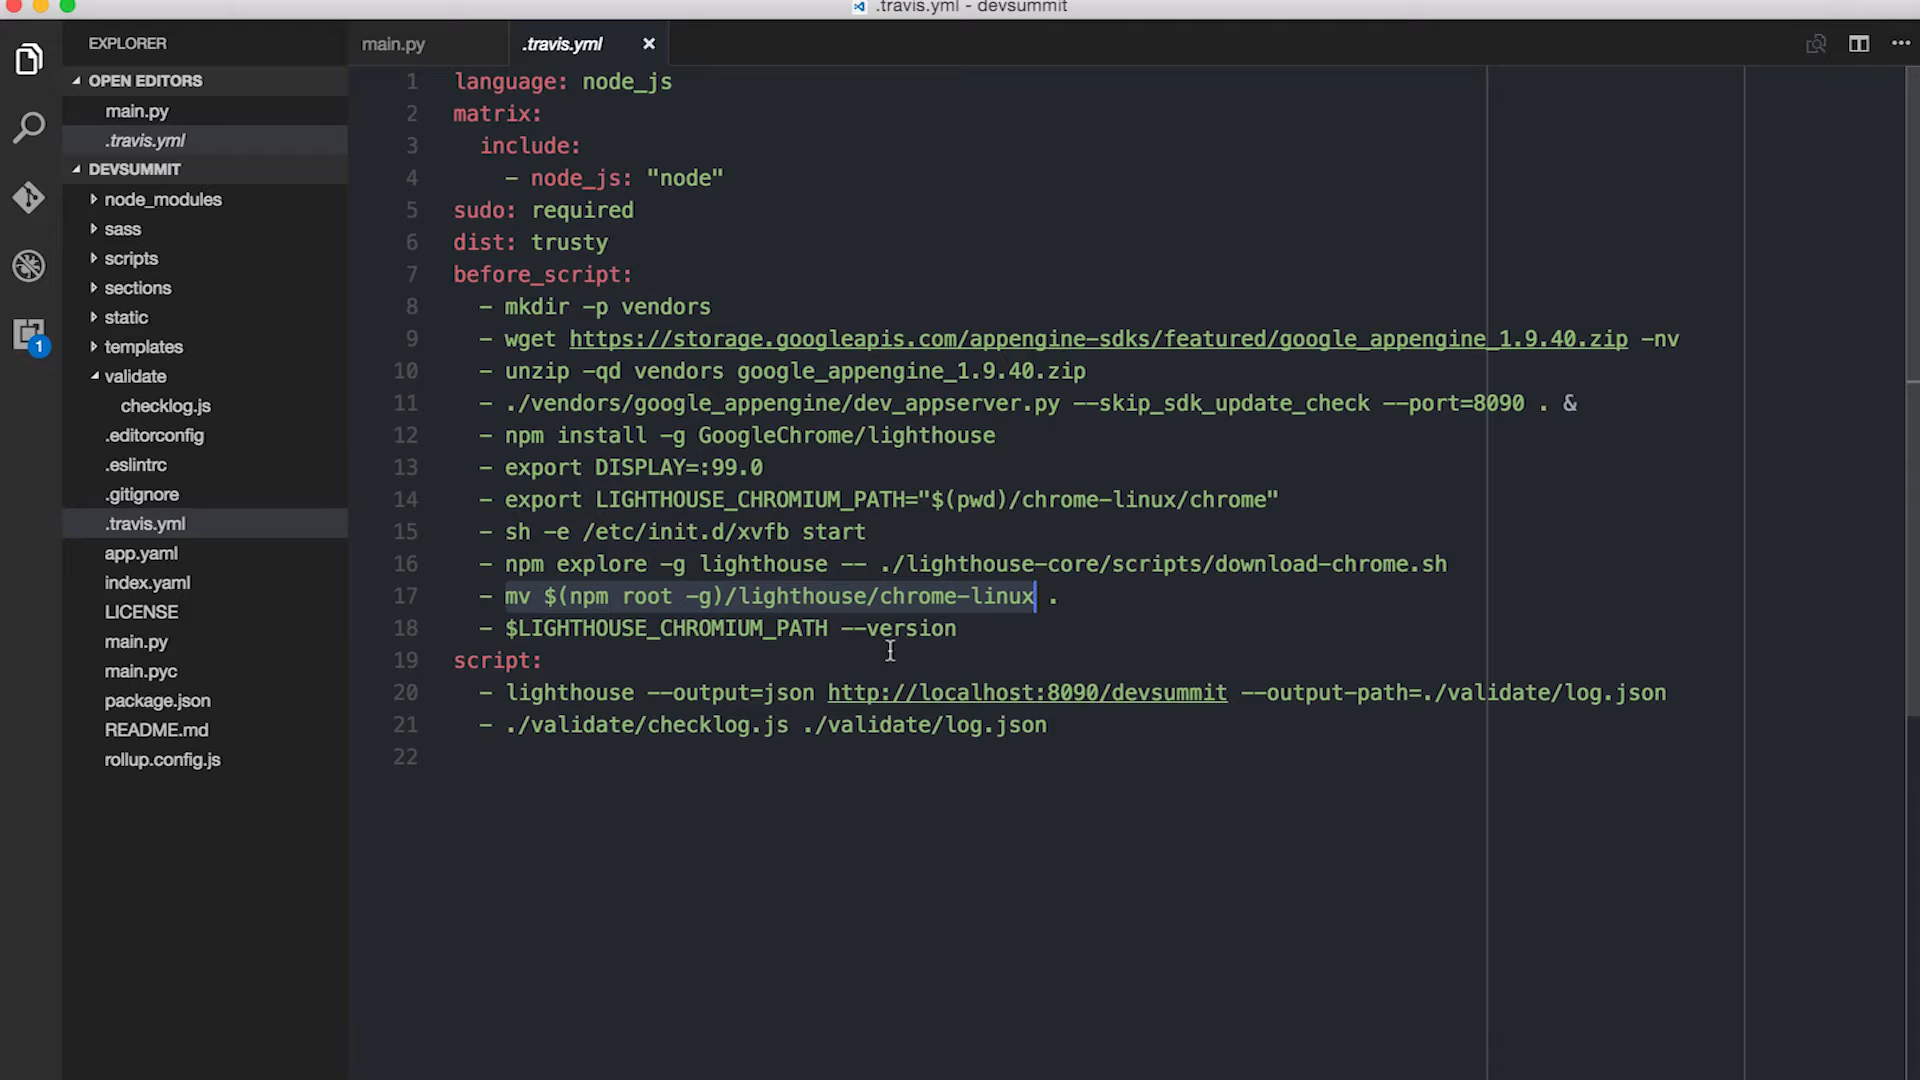 .travis.yml - devsummit
EXPLORER
OPEN EDITORS
main.py
.travis.yml
DEVSUMMIT
node_modules
sass
scripts
sections
static
templates
validate
checklog.js
.editorconfig
.eslintrc
.gitignore
.travis.yml
app.yaml
index.yaml
LICENSE
main.py
main.pyc
package.json
README.md
rollup.config.js
1
main.py
.travis.yml
1 language: node_js
2 matrix:
3 include:
4 - node_js: "node"
5 sudo: required
6 dist: trusty
7 before_script:
8 - mkdir -p vendors
9 - wget https://storage.googleapis.com/appengine-sdks/featured/google_appengine_1.9.40.zip -nv
10 - unzip -qd vendors google_appengine_1.9.40.zip
11 - ./vendors/google_appengine/dev_appserver.py --skip_sdk_update_check --port=8090 . &
12 - npm install -g GoogleChrome/lighthouse
13 - export DISPLAY=:99.0
14 - export LIGHTHOUSE_CHROMIUM_PATH="$(pwd)/chrome-linux/chrome"
15 - sh -e /etc/init.d/xvfb start
16 - npm explore -g lighthouse -- ./lighthouse-core/scripts/download-chrome.sh
17 - mv $(npm root -g)/lighthouse/chrome-linux .
18 - $LIGHTHOUSE_CHROMIUM_PATH --version
19 script:
20 - lighthouse --output=json http://localhost:8090/devsummit --output-path=./validate/log.json
21 - ./validate/checklog.js ./validate/log.json
22